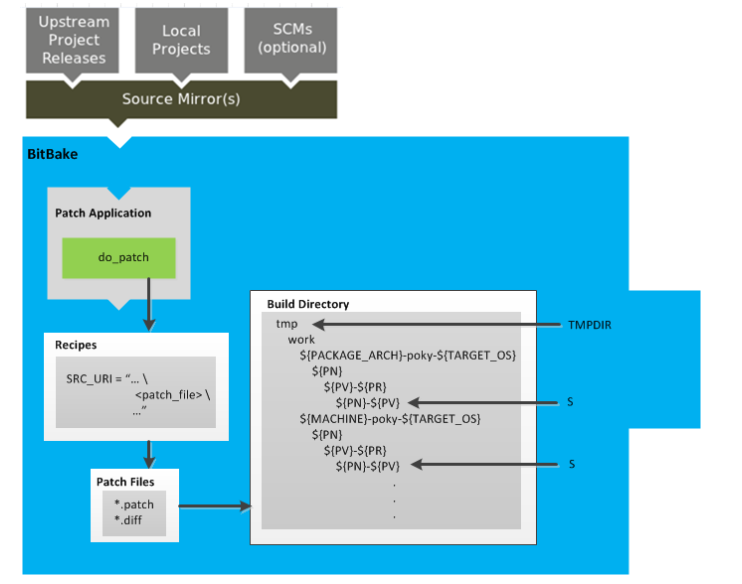 Upstream
Project
Releases
Local
Projects
SCMs
(optional)
Source Mirror(s)
BitBake
Patch Application
do_patch
Recipes
SRC_URI = "... \
<patch_file> \
..."
Patch Files
*.patch
*.diff
Build Directory
tmp
work
${PACKAGE_ARCH}-poky-${TARGET_OS}
${PN}
${PV}-${PR}
${PN}-${PV}
${MACHINE}-poky-${TARGET_OS}
${PN}
${PV}-${PR}
${PN}-${PV}
.
.
.
TMPDIR
S
S